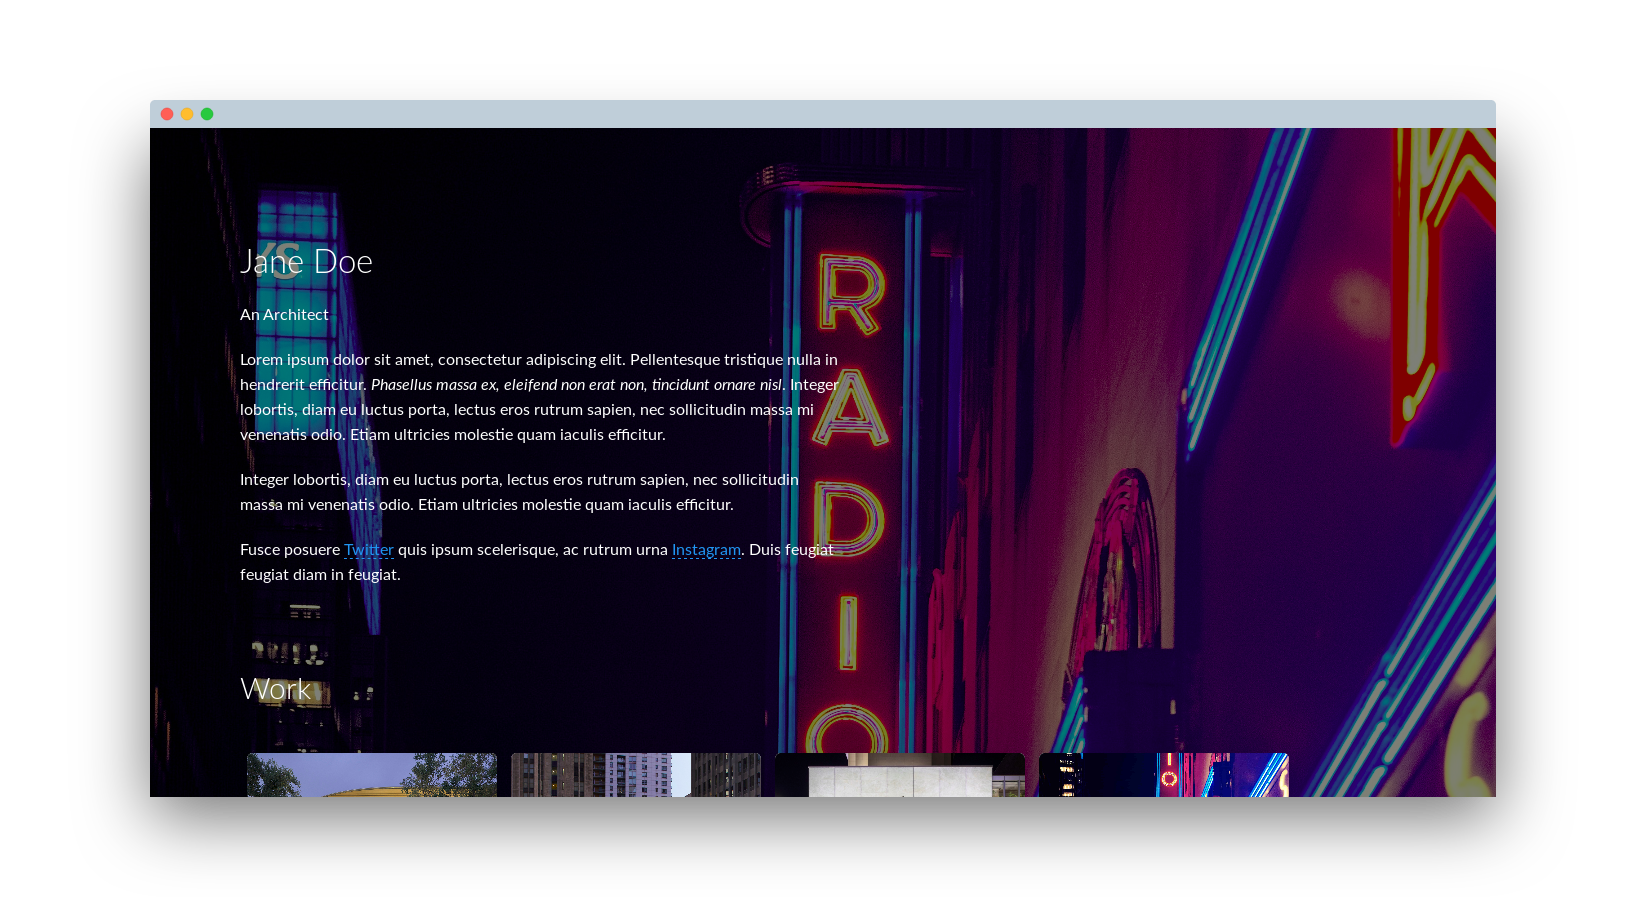 'S
Jane Doe
An Architect
Lorem ipsum dolor sit amet, consectetur adipiscing elit. Pellentesque tristique nulla in
hendrerit efficitur. Phasellus massa ex, eleifend non erat non, tincidunt ornare nisl. Integer
lobortis, diam eu luctus porta, lectus eros rutrum sapien, nec sollicitudin massa mi
venenatis odio. Etiam ultricies molestie quam iaculis efficitur.
Integer lobortis, diam eu luctus porta, lectus eros rutrum sapien, nec sollicitudin
massa mi venenatis odio. Etiam ultricies molestie quam iaculis efficitur.
Fusce posuere Twitter quis ipsum scelerisque, ac rutrum urna Instagram. Duis feugiat
feugiat diam in feugiat.
RADIO
Work
IO